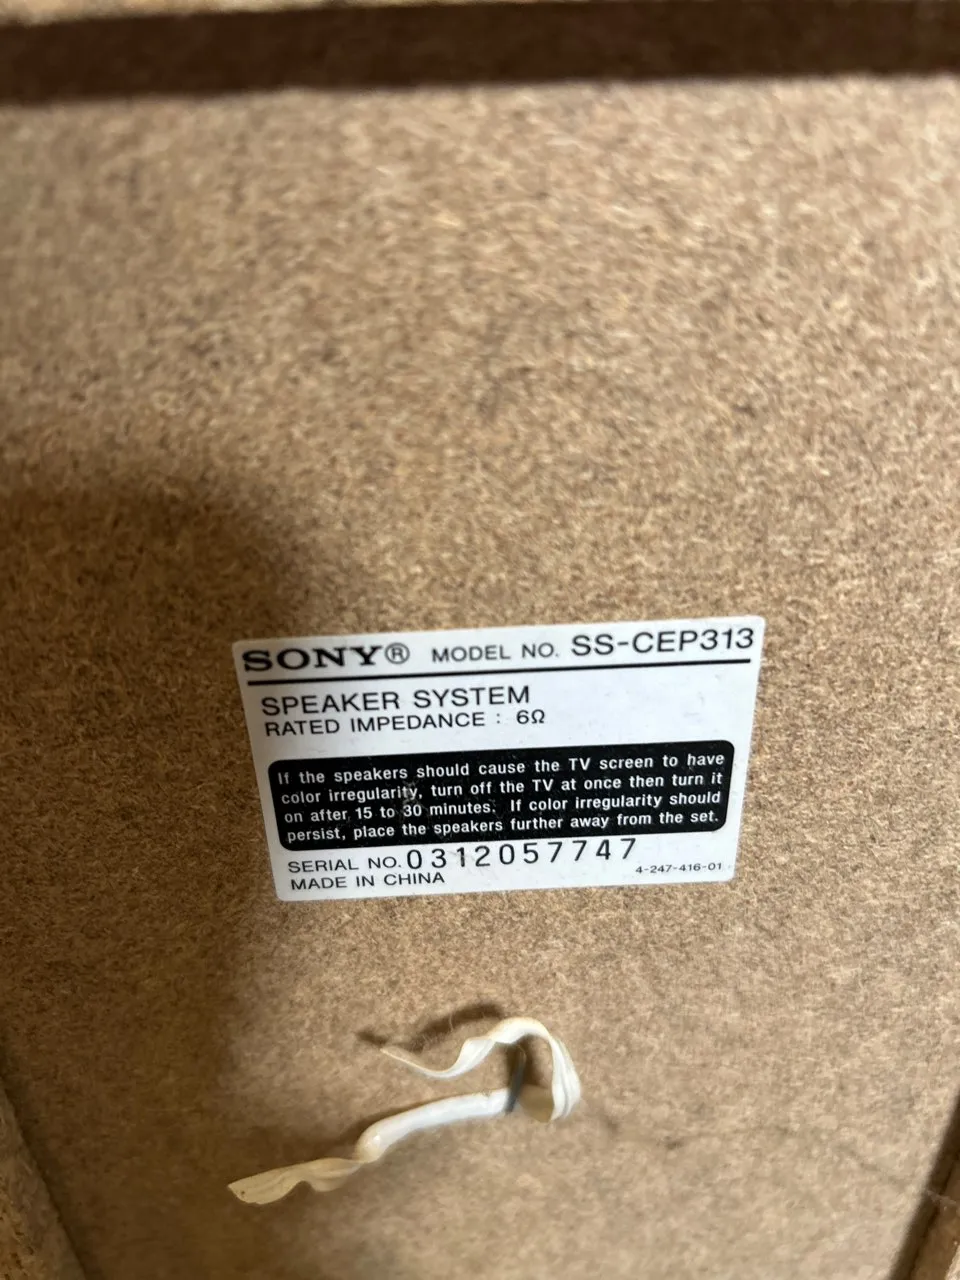 SONY® MODEL NO. SS-CEP313
SPEAKER SYSTEM
RATED IMPEDANCE : 6Ω
If the speakers should cause the TV screen to have
color irregularity, turn off the TV at once then turn it
on after 15 to 30 minutes. If color irregularity should
persist, place the speakers further away from the set.
SERIAL NO. 0312057747
MADE IN CHINA 4-247-416-01